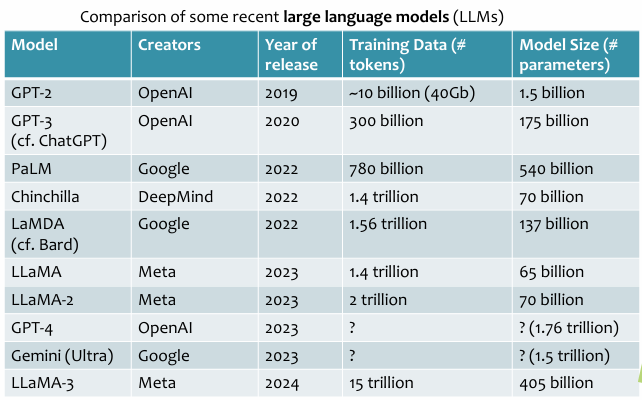 Comparison of some recent large language models (LLMs)
Model Creators Year of release Training Data (# tokens) Model Size (# parameters)
GPT-2 OpenAI 2019 ~10 billion (40Gb) 1.5 billion
GPT-3 (cf. ChatGPT) OpenAI 2020 300 billion 175 billion
PaLM Google 2022 780 billion 540 billion
Chinchilla DeepMind 2022 1.4 trillion 70 billion
LaMDA (cf. Bard) Google 2022 1.56 trillion 137 billion
LLaMA Meta 2023 1.4 trillion 65 billion
LLaMA-2 Meta 2023 2 trillion 70 billion
GPT-4 OpenAI 2023 ? ? (1.76 trillion)
Gemini (Ultra) Google 2023 ? ? (1.5 trillion)
LLaMA-3 Meta 2024 15 trillion 405 billion